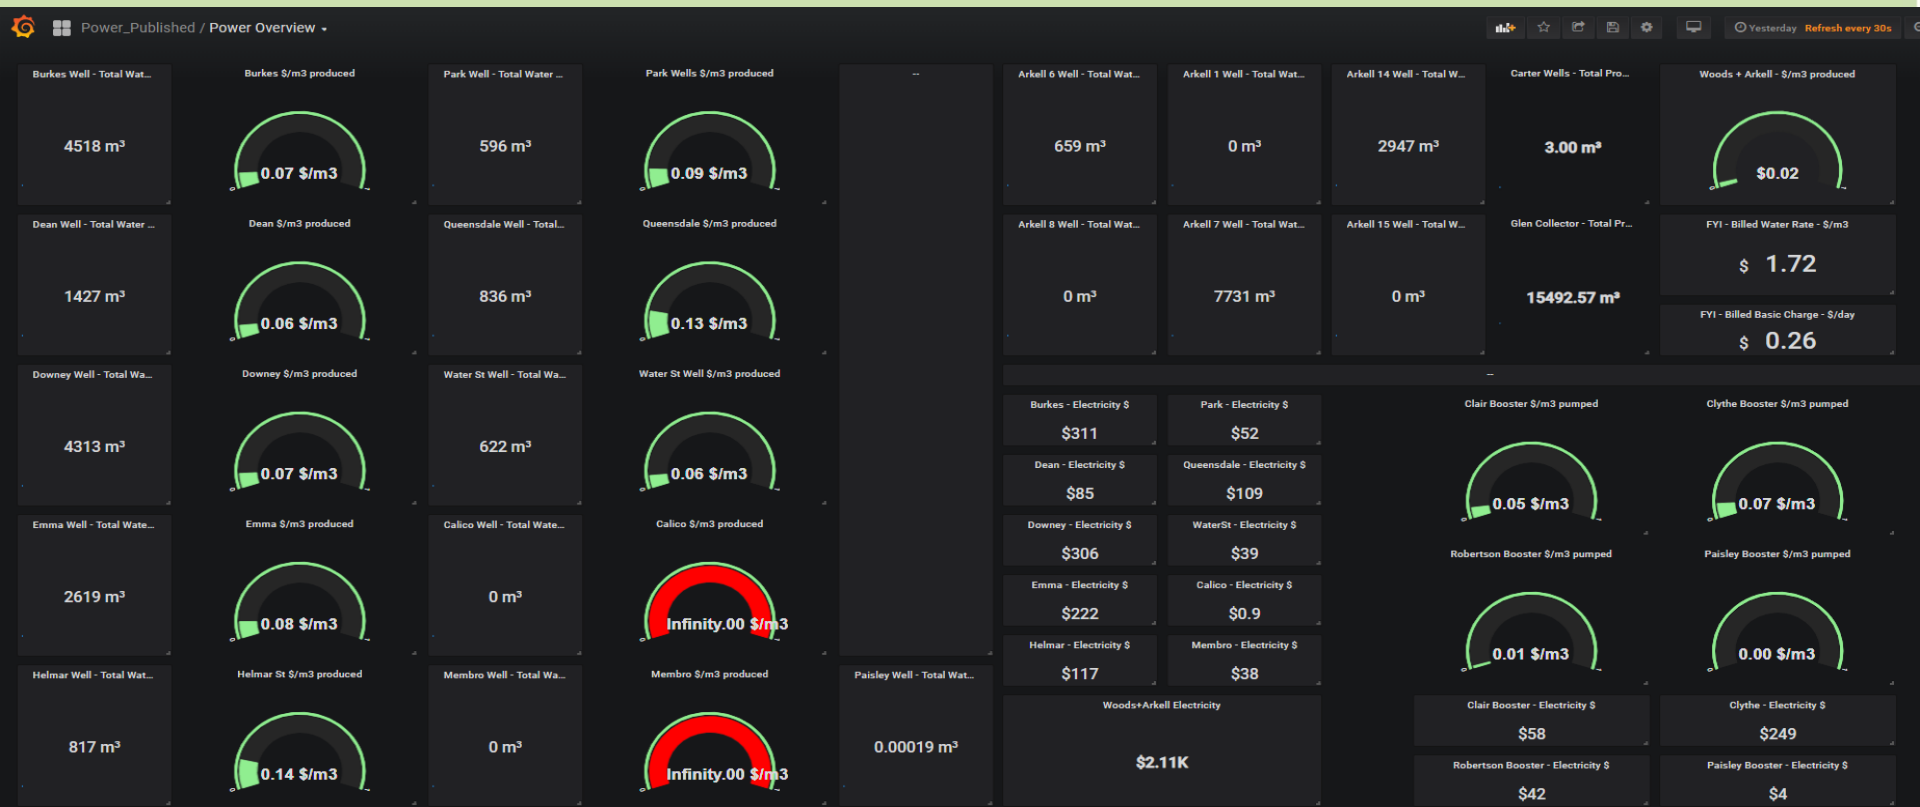 Power_Published / Power Overview
Yesterday Refresh every 30s
Burkes Well - Total Wat...
4518 m³
Burkes $/m3 produced
0.07 $/m3
Park Well - Total Water ...
596 m³
Park Wells $/m3 produced
0.09 $/m3
--
Arkell 6 Well - Total Wat...
659 m³
Arkell 1 Well - Total Wat...
0 m³
Arkell 14 Well - Total W...
2947 m³
Carter Wells - Total Pro...
3.00 m³
Woods + Arkell - $/m3 produced
$0.02
Dean Well - Total Water ...
1427 m³
Dean $/m3 produced
0.06 $/m3
Queensdale Well - Total...
836 m³
Queensdale $/m3 produced
0.13 $/m3
Arkell 8 Well - Total Wat...
0 m³
Arkell 7 Well - Total Wat...
7731 m³
Arkell 15 Well - Total W...
0 m³
Glen Collector - Total Pr...
15492.57 m³
FYI - Billed Water Rate - $/m3
$ 1.72
FYI - Billed Basic Charge - $/day
$ 0.26
Downey Well - Total Wa...
4313 m³
Downey $/m3 produced
0.07 $/m3
Water St Well - Total Wa...
622 m³
Water St Well $/m3 produced
0.06 $/m3
--
Burkes - Electricity $
$311
Park - Electricity $
$52
Dean - Electricity $
$85
Queensdale - Electricity $
$109
Clair Booster $/m3 pumped
0.05 $/m3
Clythe Booster $/m3 pumped
0.07 $/m3
Emma Well - Total Wate...
2619 m³
Emma $/m3 produced
0.08 $/m3
Calico Well - Total Wate...
0 m³
Calico $/m3 produced
Infinity.00 $/m3
Downey - Electricity $
$306
WaterSt - Electricity $
$39
Emma - Electricity $
$222
Calico - Electricity $
$0.9
Robertson Booster $/m3 pumped
0.01 $/m3
Paisley Booster $/m3 pumped
0.00 $/m3
Helmar - Electricity $
$117
Membro - Electricity $
$38
Helmar Well - Total Wat...
817 m³
Helmar St $/m3 produced
0.14 $/m3
Membro Well - Total Wa...
0 m³
Membro $/m3 produced
Infinity.00 $/m3
Paisley Well - Total Wat...
0.00019 m³
Woods+Arkell Electricity
$2.11K
Clair Booster - Electricity $
$58
Clythe - Electricity $
$249
Robertson Booster - Electricity $
$42
Paisley Booster - Electricity $
$4